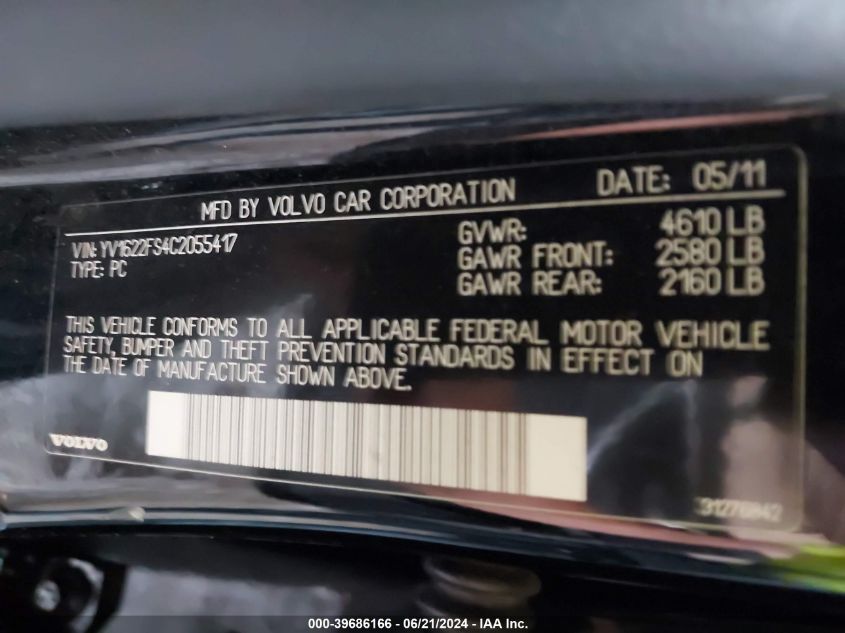 MFD BY VOLVO CAR CORPORATION DATE: 05/11
VIN: YV1622FS4C2055417
TYPE: PC
GVWR: 4610 LB
GAWR FRONT: 2580 LB
GAWR REAR: 2160 LB
THIS VEHICLE CONFORMS TO ALL APPLICABLE FEDERAL MOTOR VEHICLE
SAFETY, BUMPER AND THEFT PREVENTION STANDARDS IN EFFECT ON
THE DATE OF MANUFACTURE SHOWN ABOVE.
VOLVO
31276842
000-39686166 - 06/21/2024 - IAA Inc.